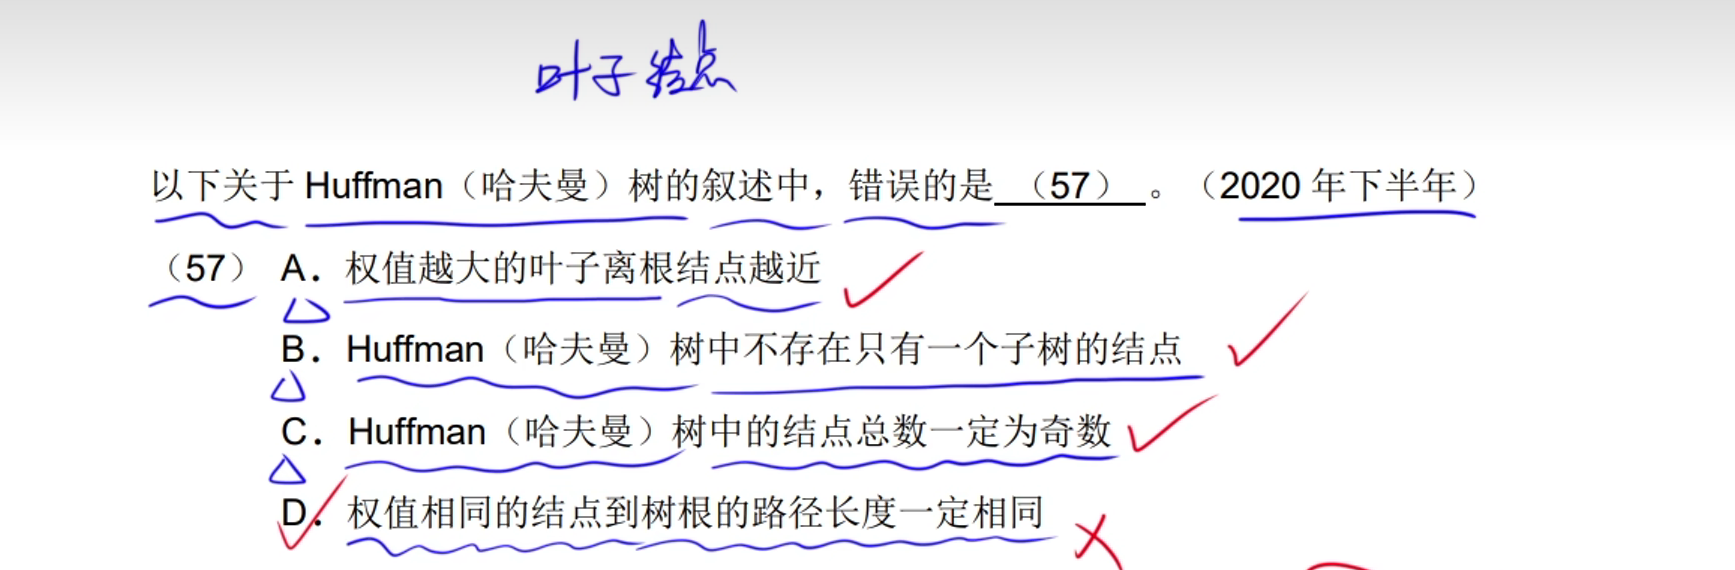 叶子结点
以下关于 Huffman（哈夫曼）树的叙述中，错误的是 （57） 。（2020 年下半年）
（57） A．权值越大的叶子离根结点越近
B．Huffman（哈夫曼）树中不存在只有一个子树的结点
C．Huffman（哈夫曼）树中的结点总数一定为奇数
D．权值相同的结点到树根的路径长度一定相同